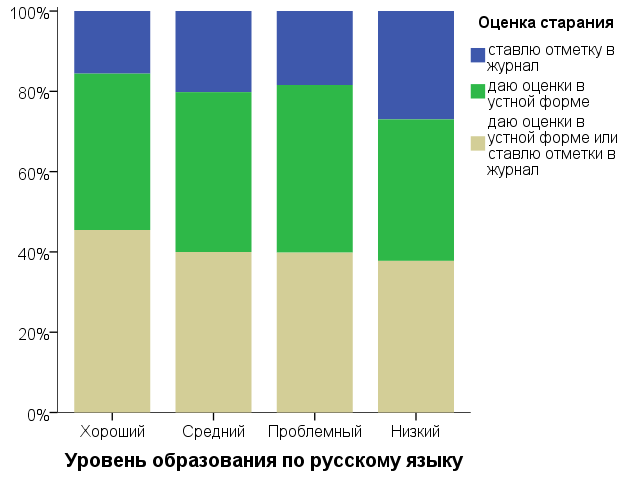 100%
80%
60%
40%
20%
0%
Хороший
Средний
Проблемный
Низкий
Уровень образования по русскому языку
Оценка старания
ставлю отметку в
журнал
даю оценки в
устной форме
даю оценки в
устной форме или
ставлю отметки в
журнал